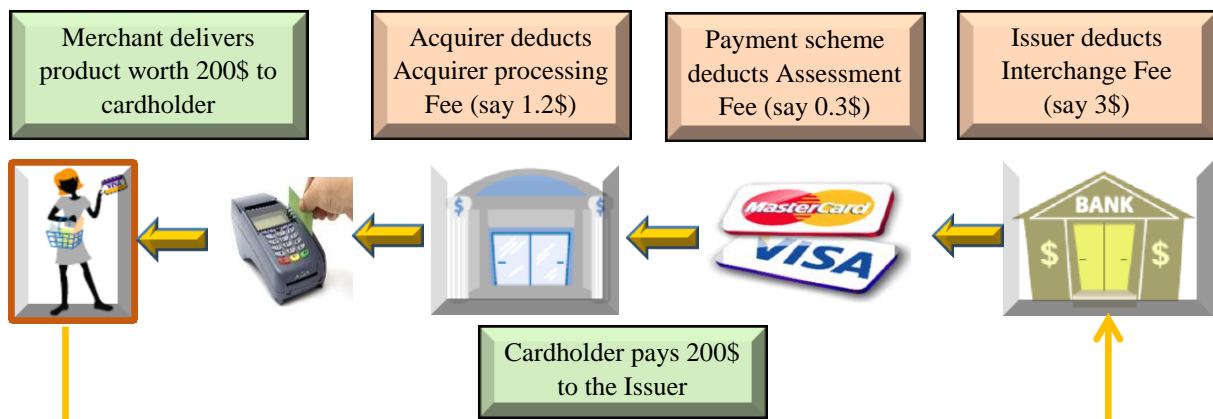 Merchant delivers
product worth 200$ to
cardholder
Acquirer deducts
Acquirer processing
Fee (say 1.2$)
Payment scheme
deducts Assessment
Fee (say 0.3$)
Issuer deducts
Interchange Fee
(say 3$)
VISA
$
$
MasterCard
VISA
BANK
$
$
Cardholder pays 200$
to the Issuer